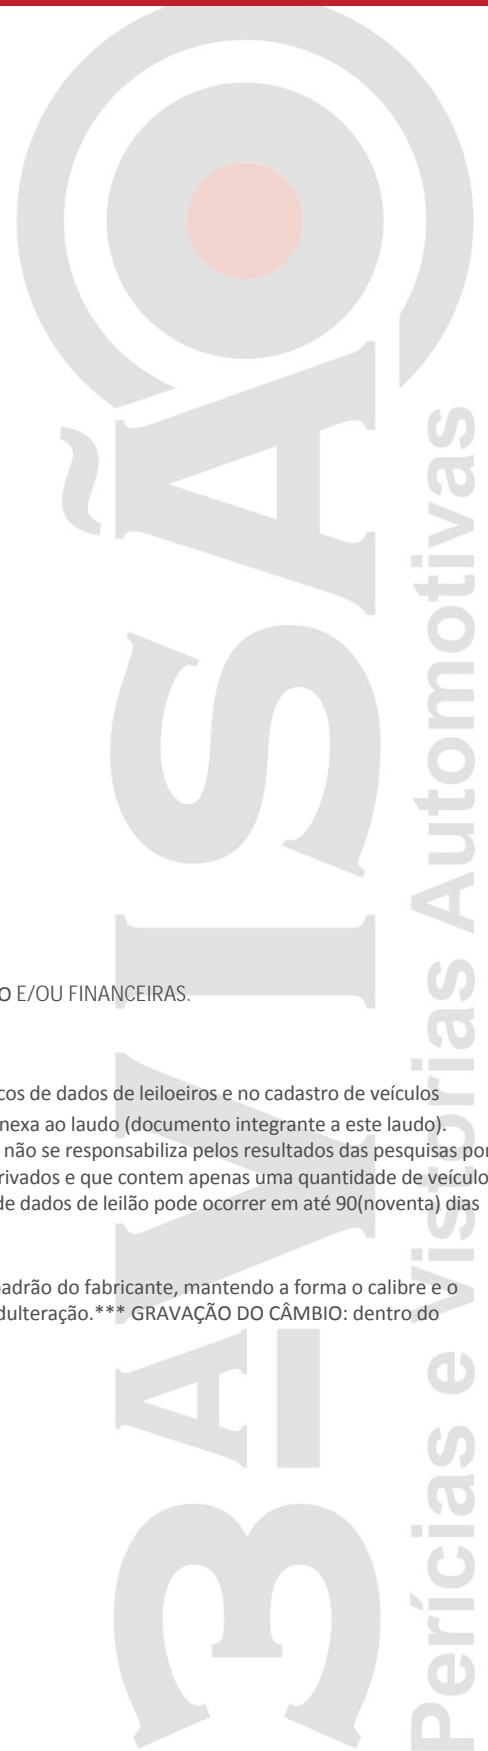 O E/OU FINANCEIRAS.
cos de dados de leiloeiros e no cadastro de veículos
nexa ao laudo (documento integrante a este laudo).
não se responsabiliza pelos resultados das pesquisas por
rivados e que contem apenas uma quantidade de veículo
de dados de leilão pode ocorrer em até 90(noventa) dias
padrão do fabricante, mantendo a forma o calibre e o
dulteração.*** GRAVAÇÃO DO CÂMBIO: dentro do
3ª VISÃO
Perícias e Vistorias Automotivas